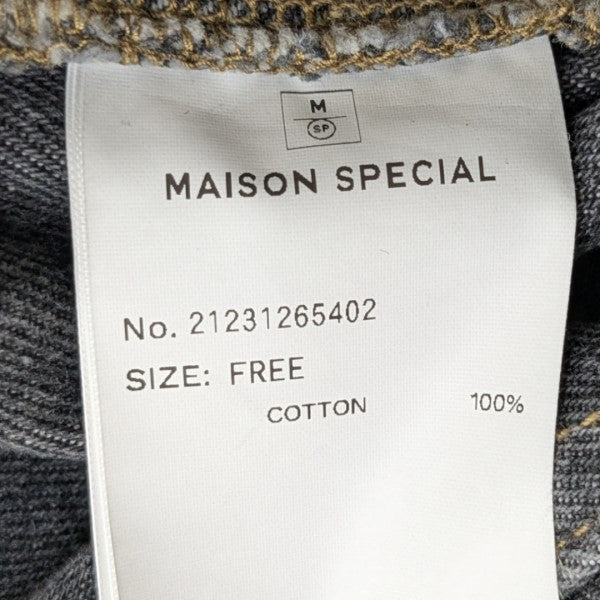 M
SP
MAISON SPECIAL
No. 21231265402
SIZE: FREE
COTTON 100%